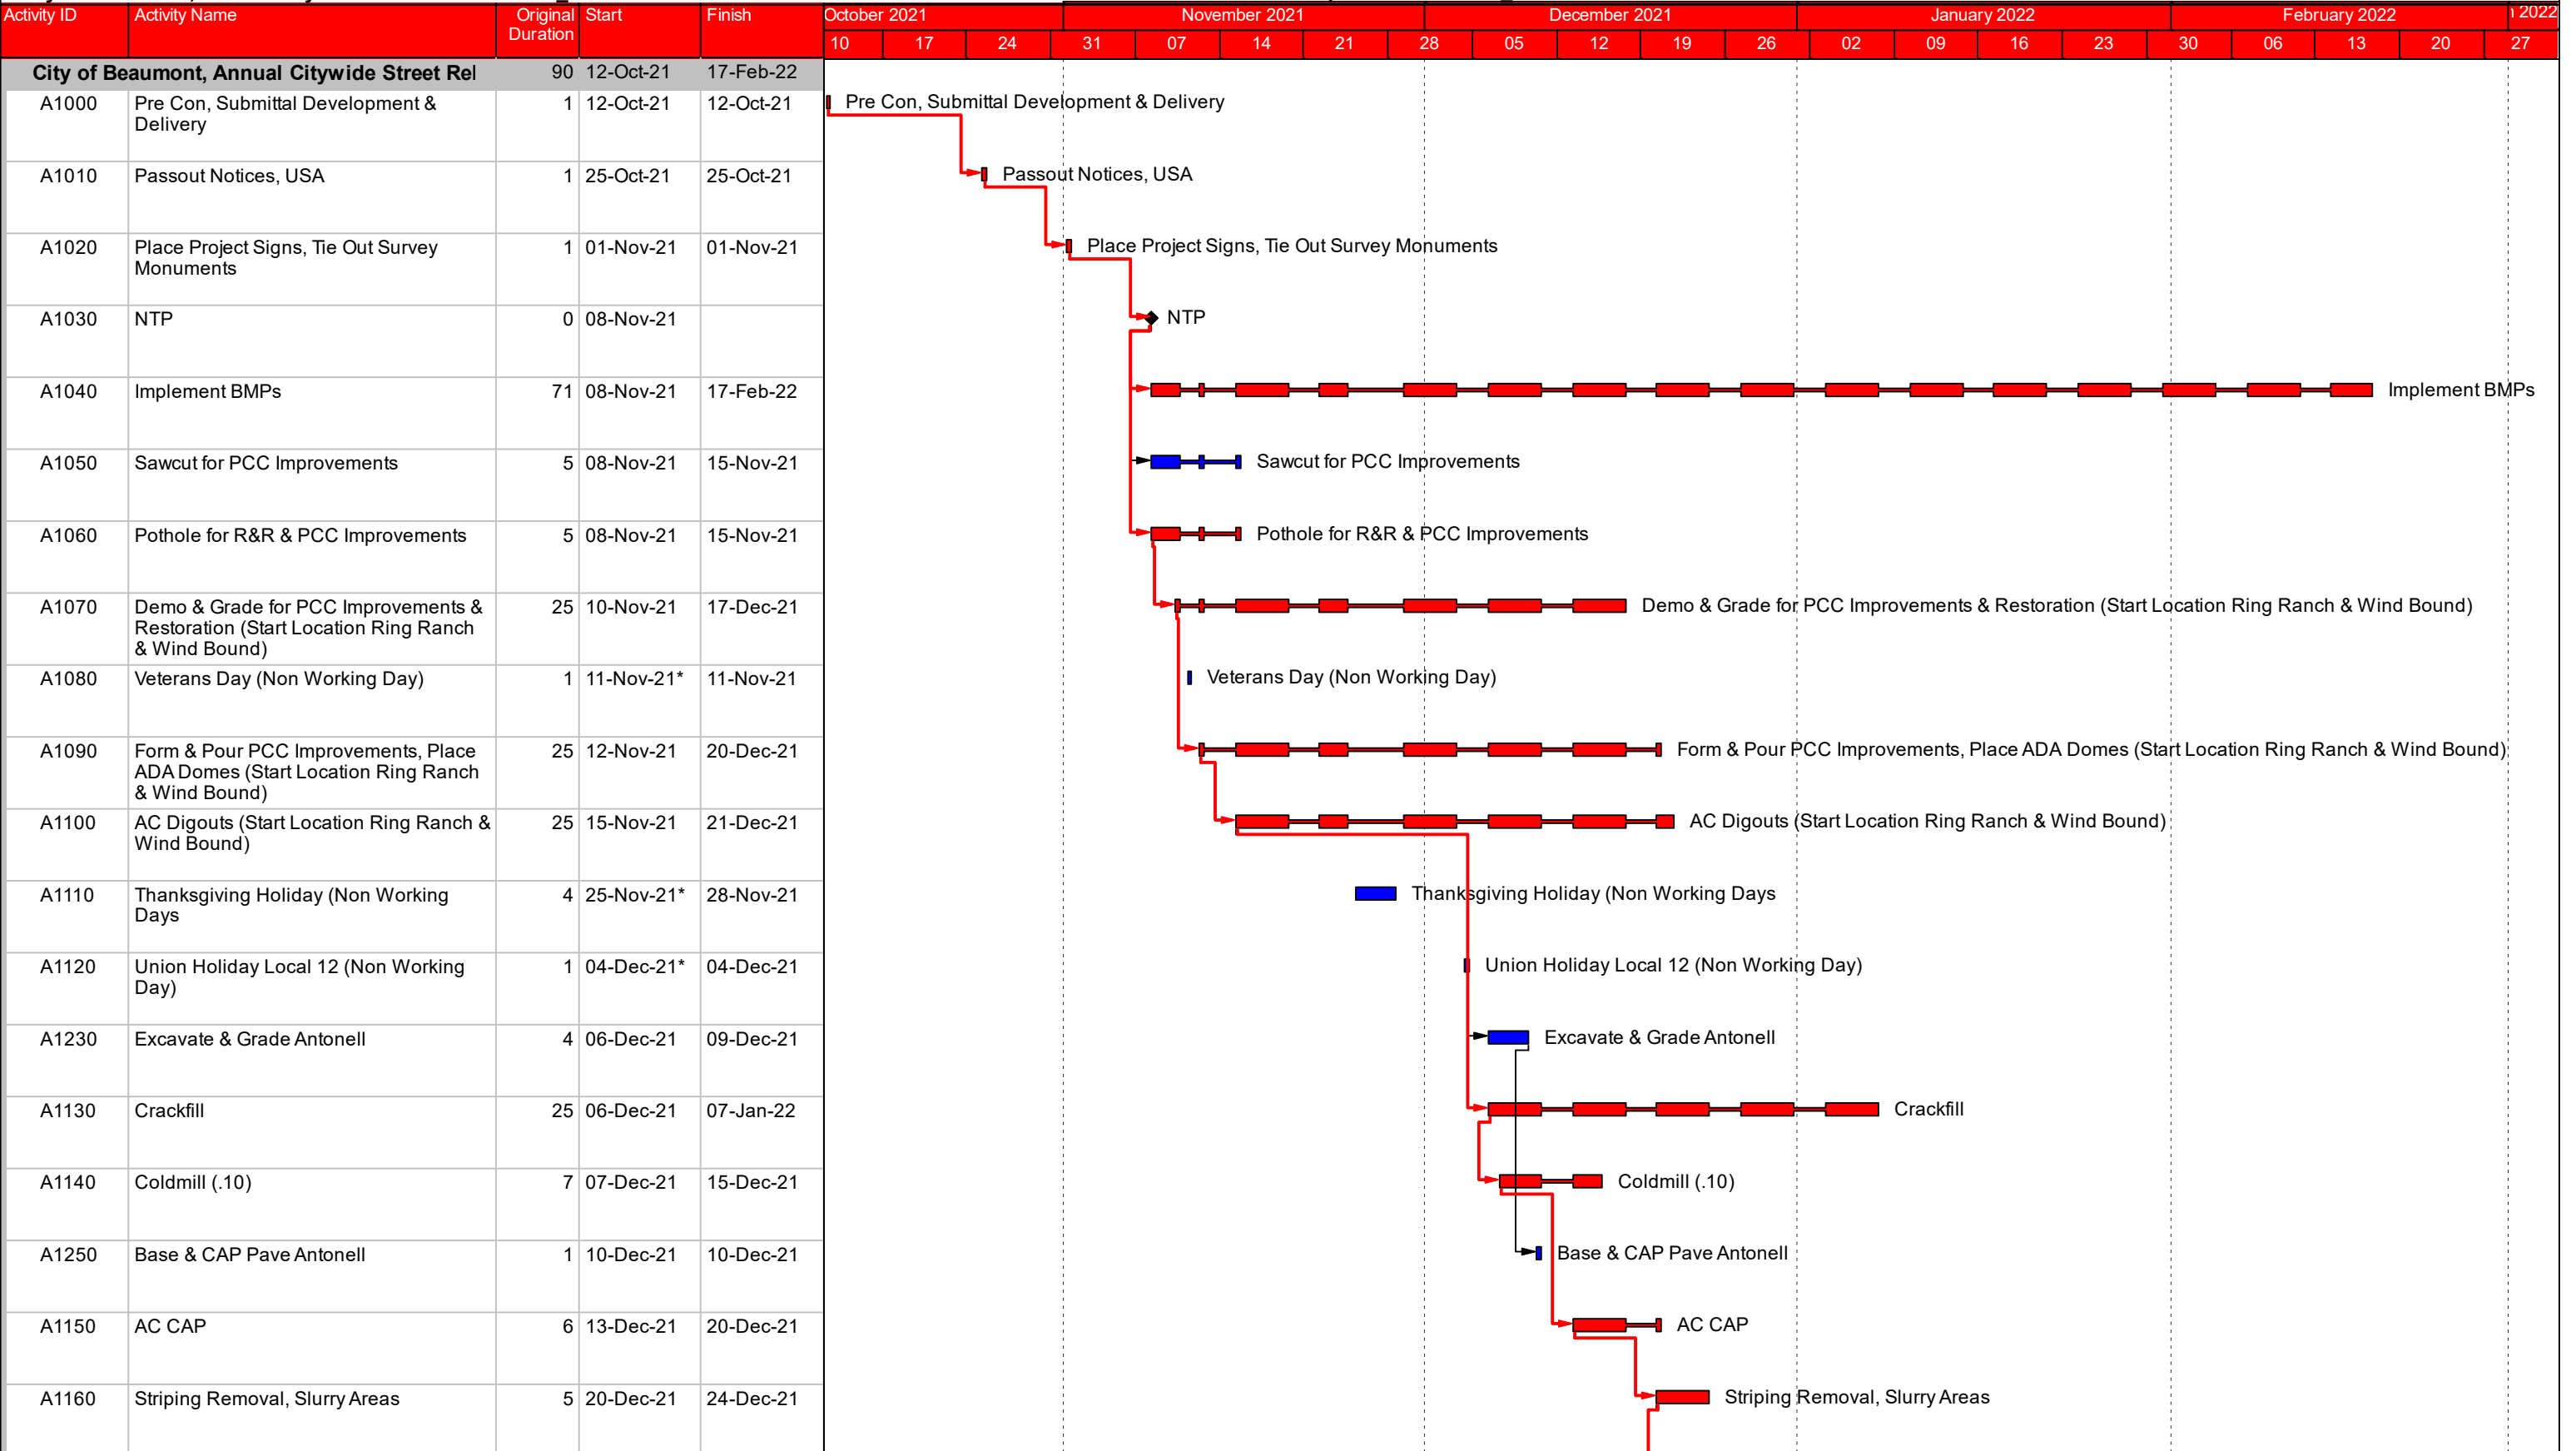 Activity ID Activity Name Original Duration Start Finish
October 2021 November 2021 December 2021 January 2022 February 2022 2022
10 17 24 31 07 14 21 28 05 12 19 26 02 09 16 23 30 06 13 20 27
City of Beaumont, Annual Citywide Street Rel 90 12-Oct-21 17-Feb-22
A1000 Pre Con, Submittal Development & 1 12-Oct-21 12-Oct-21 Pre Con, Submittal Development & Delivery
Delivery
A1010 Passout Notices, USA 1 25-Oct-21 25-Oct-21 Passout Notices, USA
A1020 Place Project Signs, Tie Out Survey 1 01-Nov-21 01-Nov-21 Place Project Signs, Tie Out Survey Monuments
Monuments
A1030 NTP 0 08-Nov-21 NTP
A1040 Implement BMPs 71 08-Nov-21 17-Feb-22 Implement BMPs
A1050 Sawcut for PCC Improvements 5 08-Nov-21 15-Nov-21 Sawcut for PCC Improvements
A1060 Pothole for R&R & PCC Improvements 5 08-Nov-21 15-Nov-21 Pothole for R&R & PCC Improvements
A1070 Demo & Grade for PCC Improvements & 25 10-Nov-21 17-Dec-21 Demo & Grade for PCC Improvements & Restoration (Start Location Ring Ranch & Wind Bound)
Restoration (Start Location Ring Ranch
& Wind Bound)
A1080 Veterans Day (Non Working Day) 1 11-Nov-21* 11-Nov-21 Veterans Day (Non Working Day)
A1090 Form & Pour PCC Improvements, Place 25 12-Nov-21 20-Dec-21 Form & Pour PCC Improvements, Place ADA Domes (Start Location Ring Ranch & Wind Bound)
ADA Domes (Start Location Ring Ranch
& Wind Bound)
A1100 AC Digouts (Start Location Ring Ranch & 25 15-Nov-21 21-Dec-21 AC Digouts (Start Location Ring Ranch & Wind Bound)
Wind Bound)
A1110 Thanksgiving Holiday (Non Working 4 25-Nov-21* 28-Nov-21 Thanksgiving Holiday (Non Working Days
Days
A1120 Union Holiday Local 12 (Non Working 1 04-Dec-21* 04-Dec-21 Union Holiday Local 12 (Non Working Day)
Day)
A1230 Excavate & Grade Antonell 4 06-Dec-21 09-Dec-21 Excavate & Grade Antonell
A1130 Crackfill 25 06-Dec-21 07-Jan-22 Crackfill
A1140 Coldmill (.10) 7 07-Dec-21 15-Dec-21 Coldmill (.10)
A1250 Base & CAP Pave Antonell 1 10-Dec-21 10-Dec-21 Base & CAP Pave Antonell
A1150 AC CAP 6 13-Dec-21 20-Dec-21 AC CAP
A1160 Striping Removal, Slurry Areas 5 20-Dec-21 24-Dec-21 Striping Removal, Slurry Areas